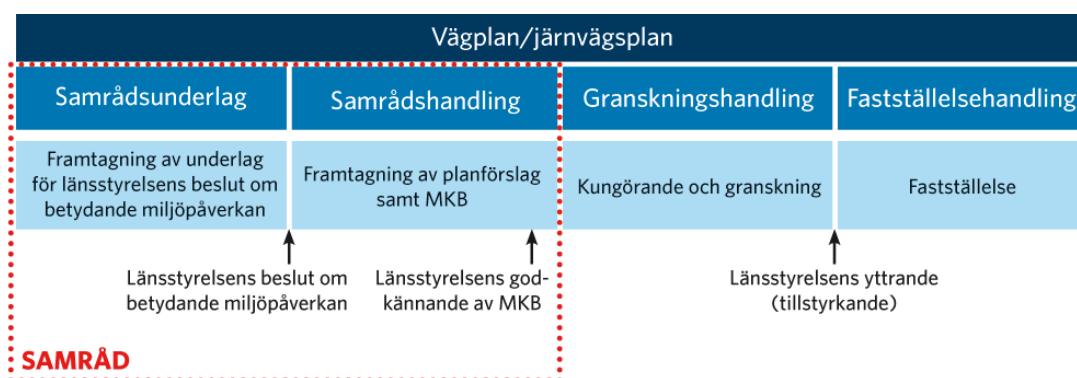 Vägplan/järnvägsplan
Samrådsunderlag
Samrådshandling
Granskningshandling
Fastställelsehandling
Framtagning av underlag
för länsstyrelsens beslut om
betydande miljöpåverkan
Framtagning av planförslag
samt MKB
Kungörande och granskning
Fastställelse
Länsstyrelsens beslut om
betydande miljöpåverkan
Länsstyrelsens god-
kännande av MKB
Länsstyrelsens yttrande
(tillstyrkande)
SAMRÅD